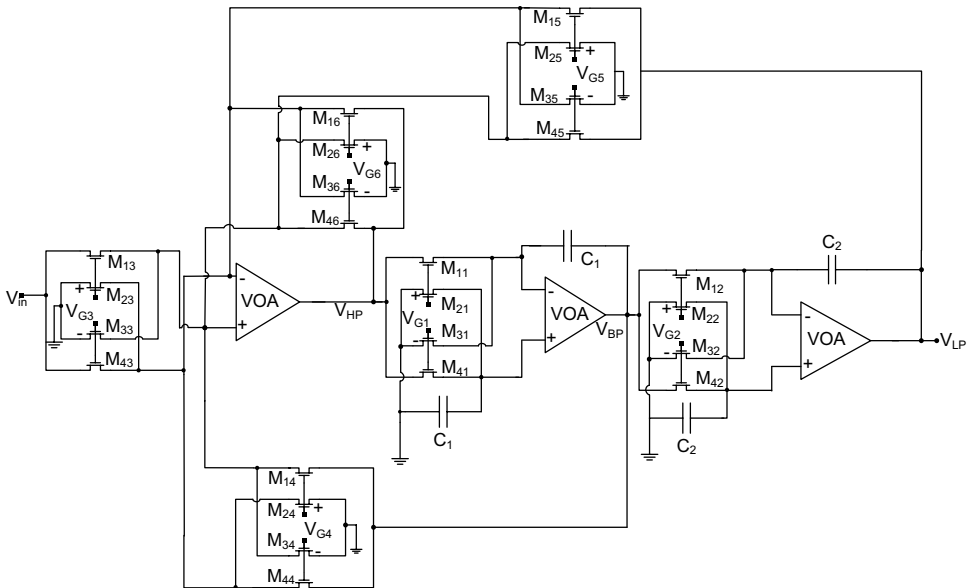 M15
+
M25
VG5
M35
-
M45
M16
+
M26
VG6
M36
-
M46
M13
+
M23
Vin
VG3
M33
-
M43
-
VOA
+
VHP
M11
+
M21
VG1
M31
-
M41
C1
C1
-
VOA
+
VBP
M12
+
M22
VG2
M32
-
M42
C2
C2
-
VOA
+
VLP
M14
+
M24
VG4
M34
-
M44